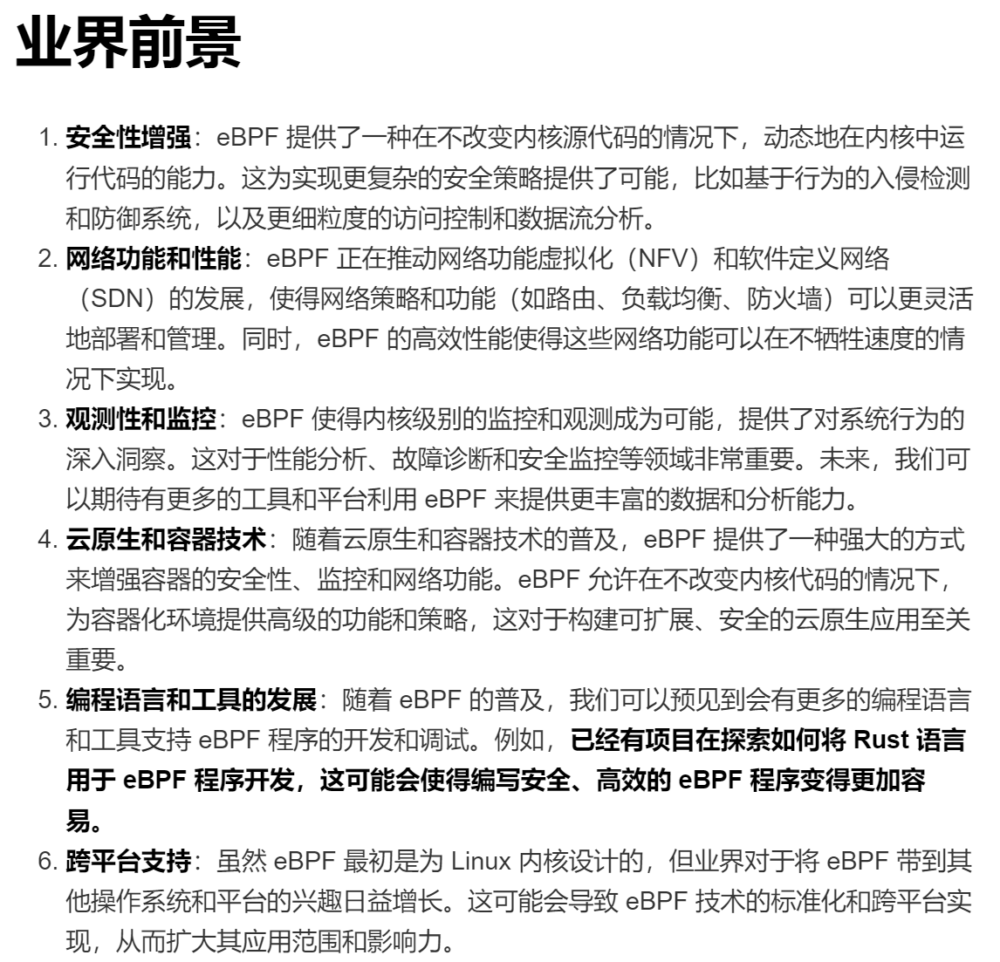 业界前景
1. 安全性增强：eBPF 提供了一种在不改变内核源代码的情况下，动态地在内核中运
行代码的能力。这为实现更复杂的安全策略提供了可能，比如基于行为的入侵检测
和防御系统，以及更细粒度的访问控制和数据流分析。
2. 网络功能和性能：eBPF 正在推动网络功能虚拟化（NFV）和软件定义网络
（SDN）的发展，使得网络策略和功能（如路由、负载均衡、防火墙）可以更灵活
地部署和管理。同时，eBPF 的高效性能使得这些网络功能可以在不牺牲速度的情
况下实现。
3. 观测性和监控：eBPF 使得内核级别的监控和观测成为可能，提供了对系统行为的
深入洞察。这对于性能分析、故障诊断和安全监控等领域非常重要。未来，我们可
以期待有更多的工具和平台利用 eBPF 来提供更丰富的数据和分析能力。
4. 云原生和容器技术：随着云原生和容器技术的普及，eBPF 提供了一种强大的方式
来增强容器的安全性、监控和网络功能。eBPF 允许在不改变内核代码的情况下，
为容器化环境提供高级的功能和策略，这对于构建可扩展、安全的云原生应用至关
重要。
5. 编程语言和工具的发展：随着 eBPF 的普及，我们可以预见到会有更多的编程语言
和工具支持 eBPF 程序的开发和调试。例如，已经有项目在探索如何将 Rust 语言
用于 eBPF 程序开发，这可能会使得编写安全、高效的 eBPF 程序变得更加容
易。
6. 跨平台支持：虽然 eBPF 最初是为 Linux 内核设计的，但业界对于将 eBPF 带到其
他操作系统和平台的兴趣日益增长。这可能会导致 eBPF 技术的标准化和跨平台实
现，从而扩大其应用范围和影响力。